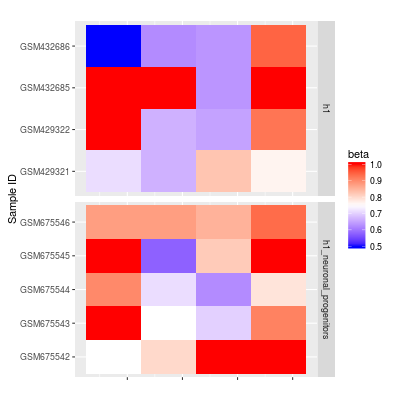 Sample ID
GSM432686
GSM432685
GSM429322
GSM429321
h1
GSM675546
GSM675545
GSM675544
GSM675543
GSM675542
h1_neuronal_progenitors
beta
1.0
0.9
0.8
0.7
0.6
0.5